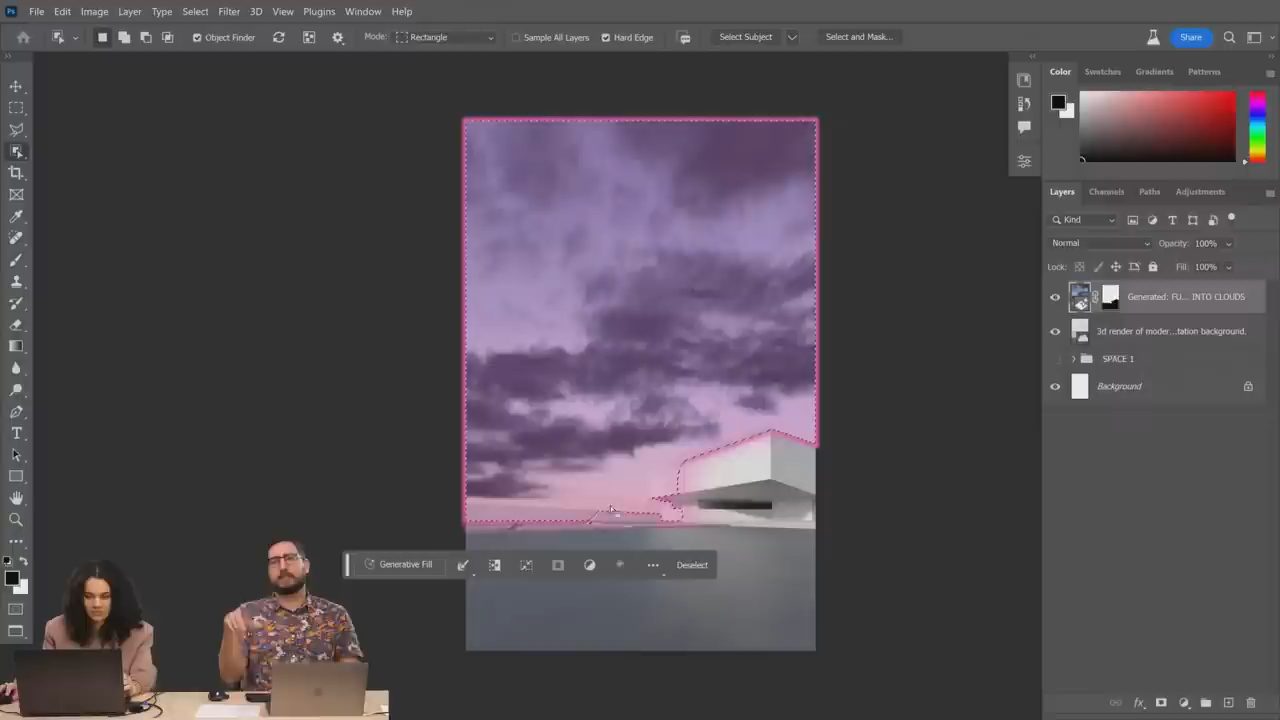 Ps File Edit Image Layer Type Select Filter 3D View Plugins Window Help
Object Finder Mode: Rectangle Sample All Layers Hard Edge Select Subject Select and Mask... Share
Color Swatches Gradients Patterns
Layers Channels Paths Adjustments
Kind
Normal Opacity: 100%
Lock: Fill: 100%
Generated: FU... INTO CLOUDS
3d render of moder...tation background.
SPACE 1
Background
Generative Fill Deselect
fx